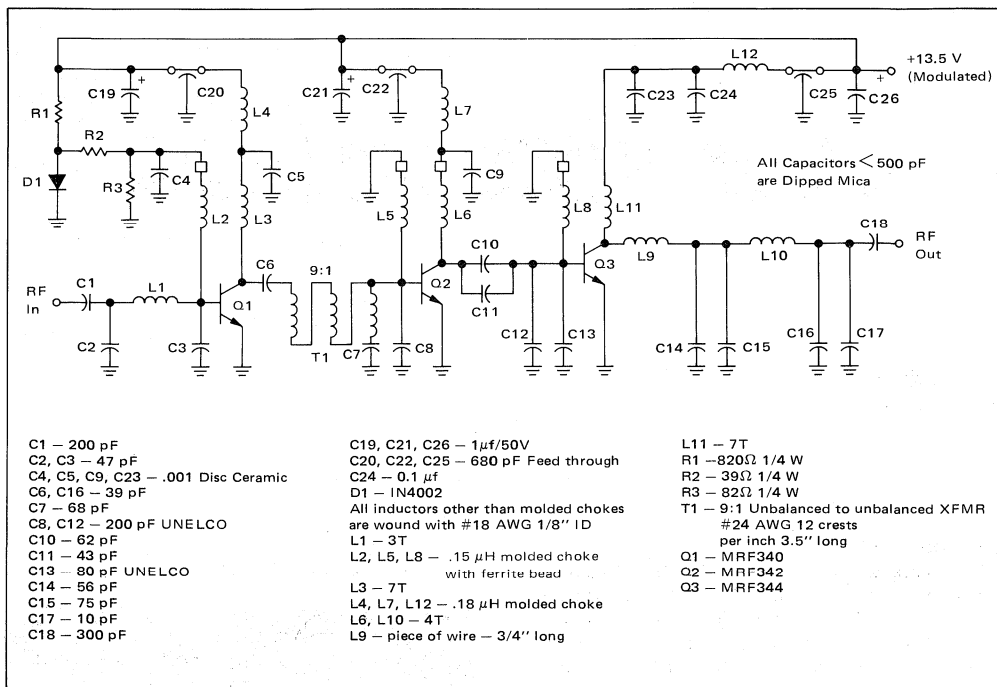 L12
+13.5 V
(Modulated)
C19
C20
C21
C22
C23
C24
C25
C26
R1
L4
L7
R2
D1
R3
C4
C5
C9
All Capacitors < 500 pF
are Dipped Mica
L2
L3
L5
L6
L8
L11
C18
RF
Out
C10
C6
9:1
Q2
Q3
L9
L10
C1
L1
RF
In
Q1
C11
C2
C3
T1
C7
C8
C12
C13
C14
C15
C16
C17
C1 – 200 pF
C2, C3 – 47 pF
C4, C5, C9, C23 – .001 Disc Ceramic
C6, C16 – 39 pF
C7 – 68 pF
C8, C12 – 200 pF UNELCO
C10 – 62 pF
C11 – 43 pF
C13 – 80 pF UNELCO
C14 – 56 pF
C15 – 75 pF
C17 – 10 pF
C18 – 300 pF
C19, C21, C26 – 1μf/50V
C20, C22, C25 – 680 pF Feed through
C24 – 0.1 μf
D1 – IN4002
All inductors other than molded chokes
are wound with #18 AWG 1/8" ID
L1 – 3T
L2, L5, L8 – .15 μH molded choke
with ferrite bead
L3 – 7T
L4, L7, L12 – .18 μH molded choke
L6, L10 – 4T
L9 – piece of wire – 3/4" long
L11 – 7T
R1 –820Ω 1/4 W
R2 – 39Ω 1/4 W
R3 – 82Ω 1/4 W
T1 – 9:1 Unbalanced to unbalanced XFMR
#24 AWG 12 crests
per inch 3.5" long
Q1 – MRF340
Q2 – MRF342
Q3 – MRF344